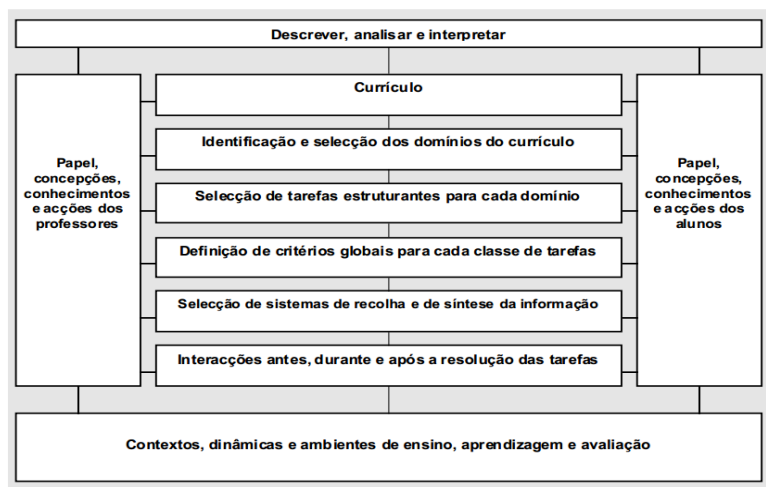 Descrever, analisar e interpretar
Papel,
concepções,
conhecimentos
e acções dos
professores
Currículo
Identificação e selecção dos domínios do currículo
Selecção de tarefas estruturantes para cada domínio
Definição de critérios globais para cada classe de tarefas
Selecção de sistemas de recolha e de síntese da informação
Interacções antes, durante e após a resolução das tarefas
Papel,
concepções,
conhecimentos
e acções dos
alunos
Contextos, dinâmicas e ambientes de ensino, aprendizagem e avaliação